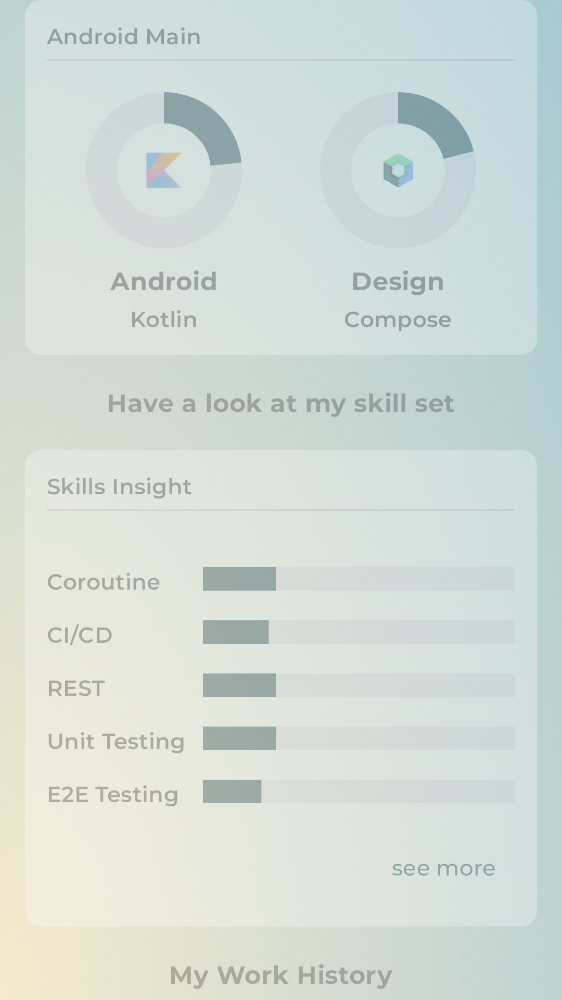 Android Main
Android
Design
Kotlin
Compose
Have a look at my skill set
Skills Insight
Coroutine
CI/CD
REST
Unit Testing
E2E Testing
see more
My Work History